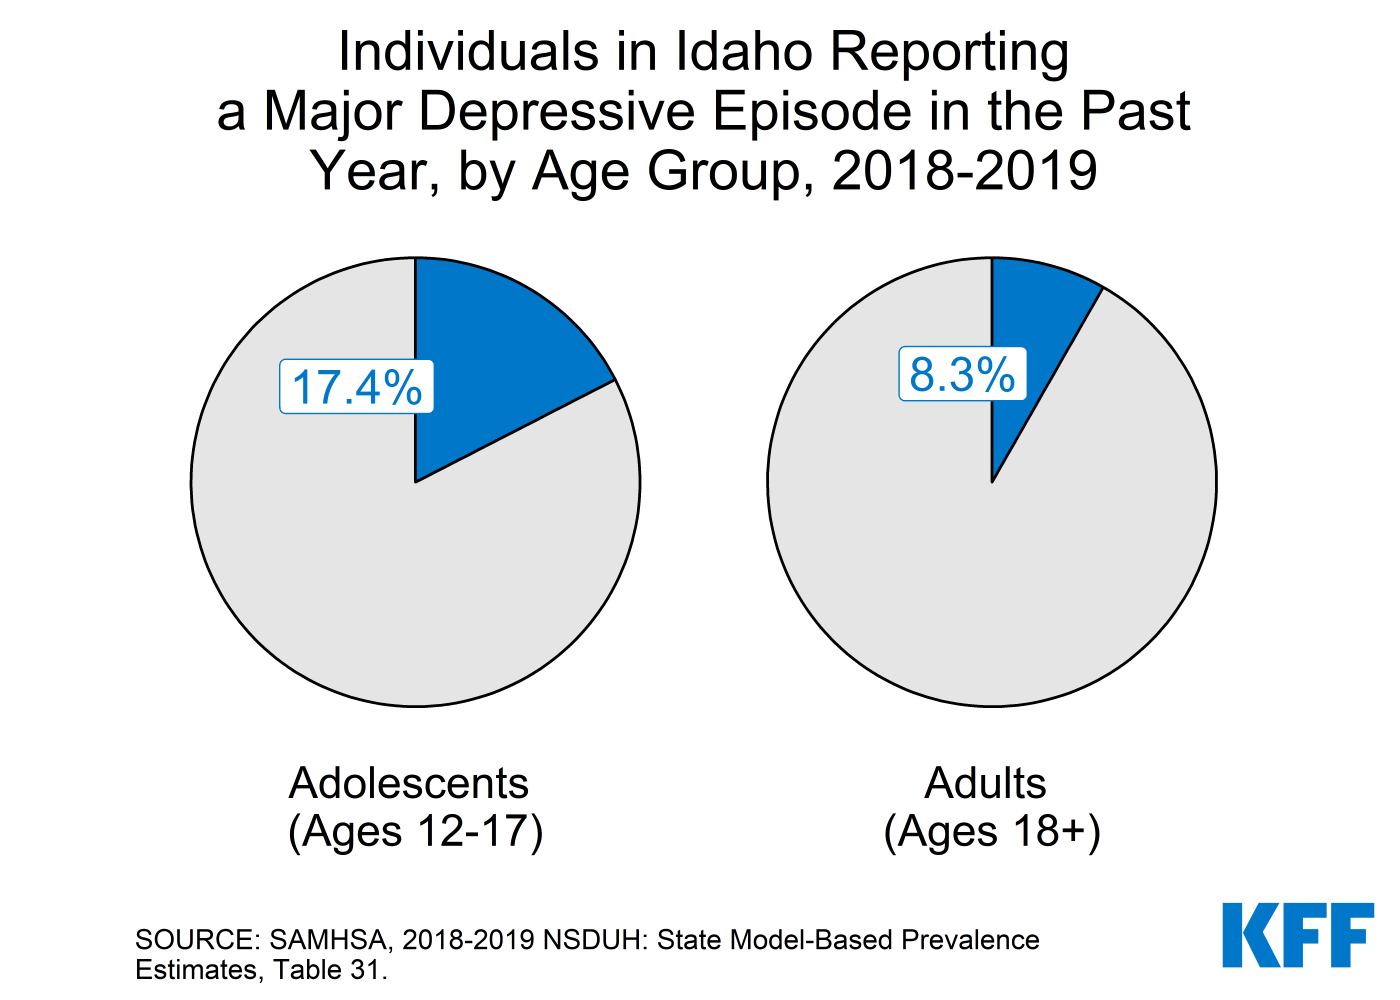 Individuals in Idaho Reporting
a Major Depressive Episode in the Past
Year, by Age Group, 2018-2019
17.4%
8.3%
Adolescents
(Ages 12-17)
Adults
(Ages 18+)
SOURCE: SAMHSA, 2018-2019 NSDUH: State Model-Based Prevalence
Estimates, Table 31.
KFF